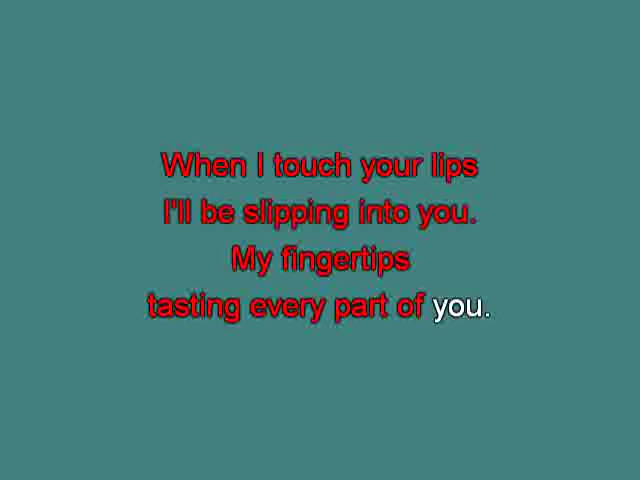 When I touch your lips
I'll be slipping into you.
My fingertips
tasting every part of you.